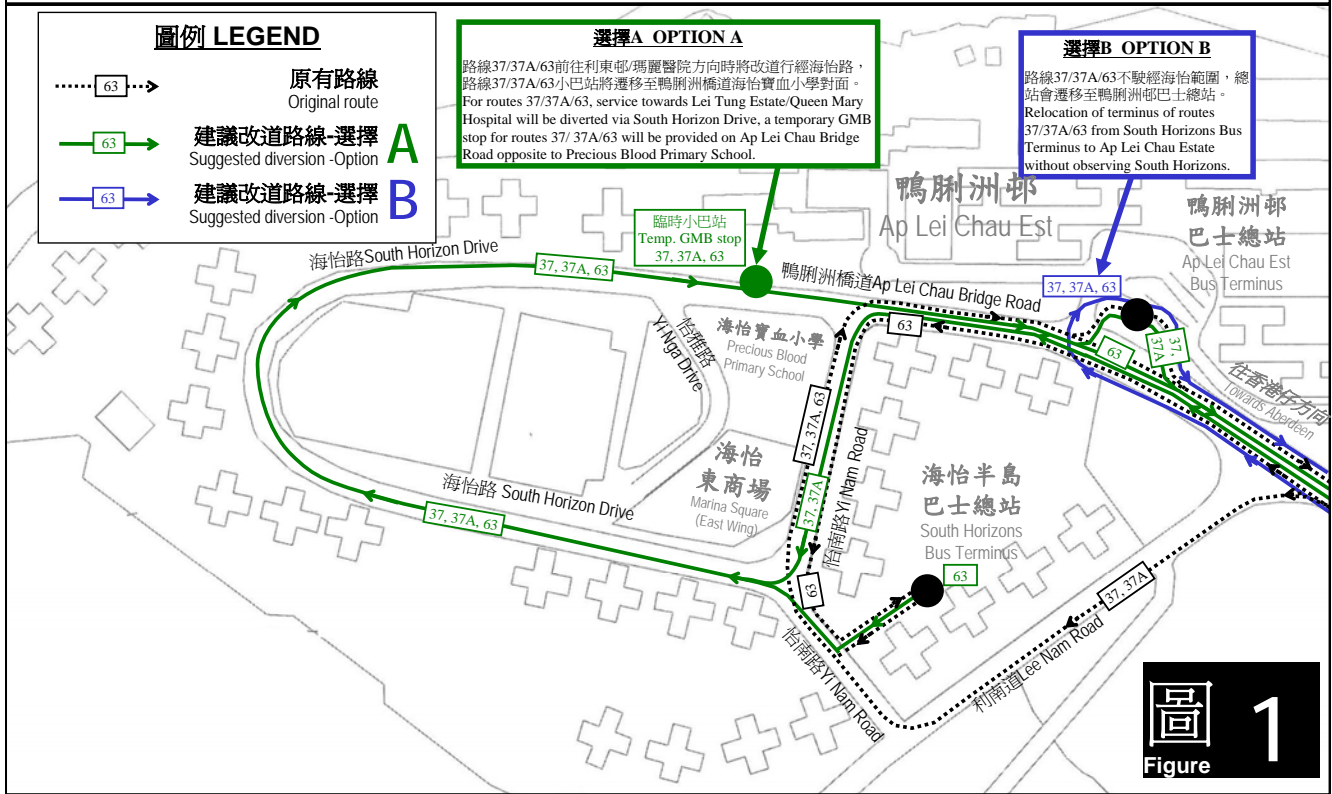 圖例 LEGEND
63
原有路線
Original route
63
建議改道路線-選擇 A
Suggested diversion -Option
63
建議改道路線-選擇 B
Suggested diversion -Option
選擇A OPTION A
路線37/37A/63前往利東邨/瑪麗醫院方向時將改道行經海怡路，
路線37/37A/63小巴站將遷移至鴨脷洲橋道海怡寶血小學對面。
For routes 37/37A/63, service towards Lei Tung Estate/Queen Mary
Hospital will be diverted via South Horizon Drive, a temporary GMB
stop for routes 37/ 37A/63 will be provided on Ap Lei Chau Bridge
Road opposite to Precious Blood Primary School.
選擇B OPTION B
路線37/37A/63不駛經海怡範圍，總
站會遷移至鴨脷洲邨巴士總站。
Relocation of terminus of routes
37/37A/63 from South Horizons Bus
Terminus to Ap Lei Chau Estate
without observing South Horizons.
鴨脷洲邨
Ap Lei Chau Est
鴨脷洲邨
巴士總站
Ap Lei Chau Est
Bus Terminus
臨時小巴站
Temp. GMB stop
37, 37A, 63
海怡路South Horizon Drive
37, 37A, 63
鴨脷洲橋道Ap Lei Chau Bridge Road
37, 37A, 63
63
63
37,
37A
往香港仔方向
Towards Aberdeen
怡雅路
Yi Nga Drive
海怡寶血小學
Precious Blood
Primary School
37, 37A, 63
37, 37A
怡南路Yi Nam Road
海怡
東商場
Marina Square
(East Wing)
海怡半島
巴士總站
South Horizons
Bus Terminus
海怡路 South Horizon Drive
37, 37A, 63
63
63
37, 37A
怡南路Yi Nam Road
利南道Lee Nam Road
圖 1
Figure